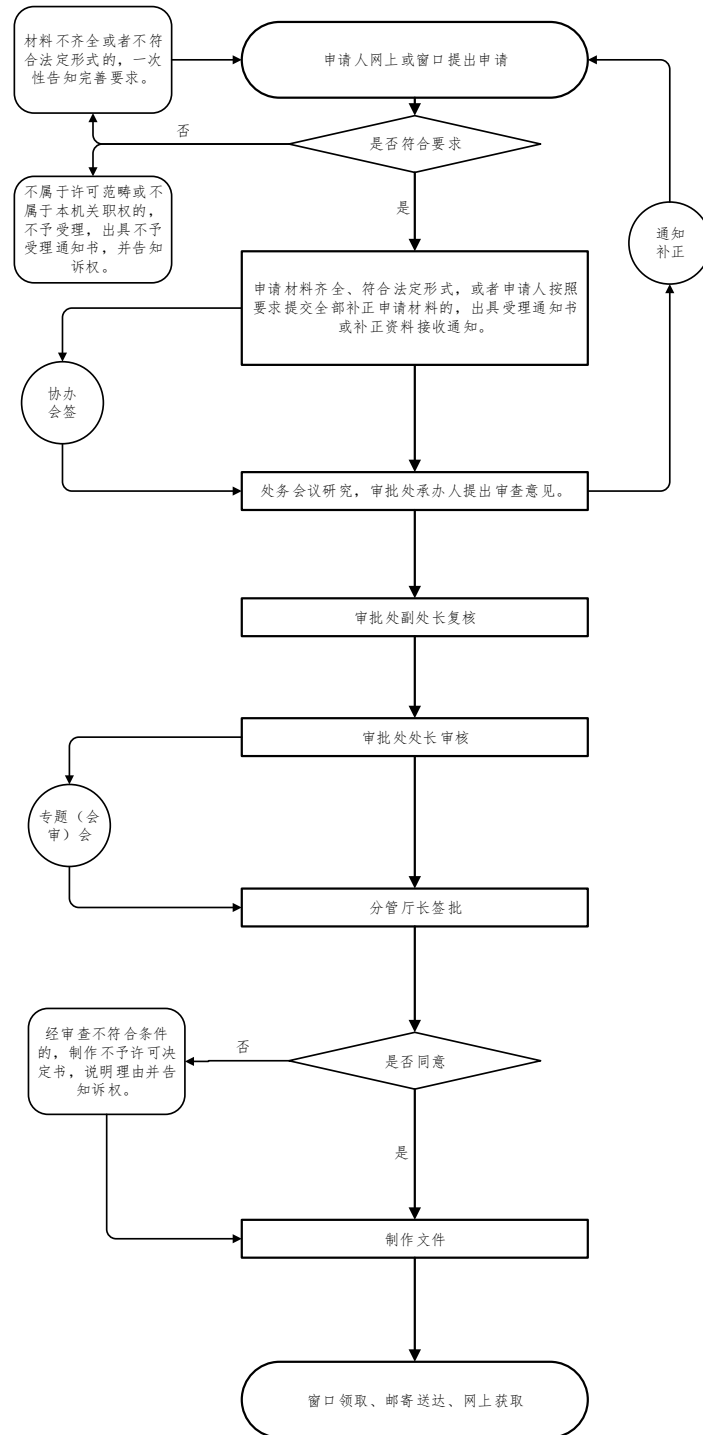 材料不齐全或者不符
合法定形式的，一次
性告知完善要求。
申请人网上或窗口提出申请
否
是否符合要求
不属于许可范畴或不
属于本机关职权的，
不予受理，出具不予
受理通知书，并告知
诉权。
是
通知
补正
申请材料齐全、符合法定形式，或者申请人按照
要求提交全部补正申请材料的，出具受理通知书
或补正资料接收通知。
协办
会签
处务会议研究，审批处承办人提出审查意见。
审批处副处长复核
审批处处长审核
专题（会
审）会
分管厅长签批
经审查不符合条件
的，制作不予许可决
定书，说明理由并告
知诉权。
否
是否同意
是
制作文件
窗口领取、邮寄送达、网上获取